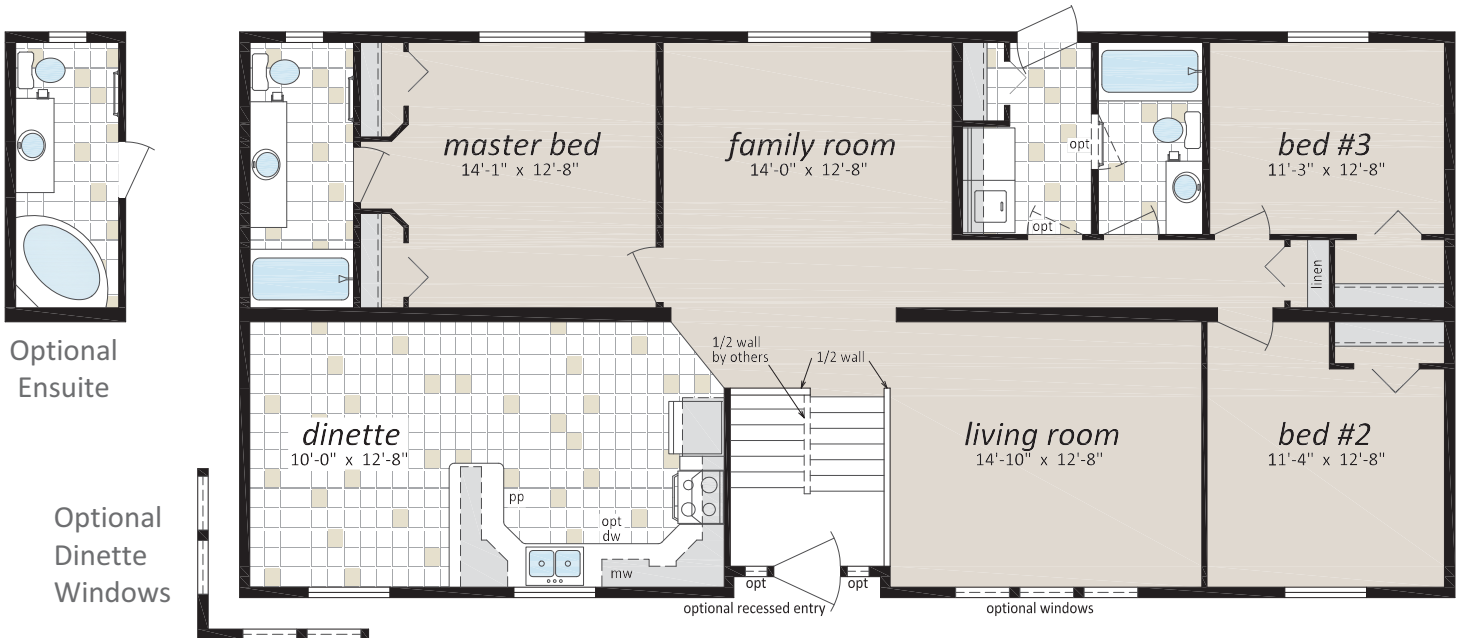 master bed
14'-1" x 12'-8"
family room
14'-0" x 12'-8"
opt
opt
bed #3
11'-3" x 12'-8"
linen
Optional
Ensuite
1/2 wall
by others
1/2 wall
dinette
10'-0" x 12'-8"
pp
opt
dw
mw
living room
14'-10" x 12'-8"
bed #2
11'-4" x 12'-8"
Optional
Dinette
Windows
opt
opt
optional recessed entry
optional windows